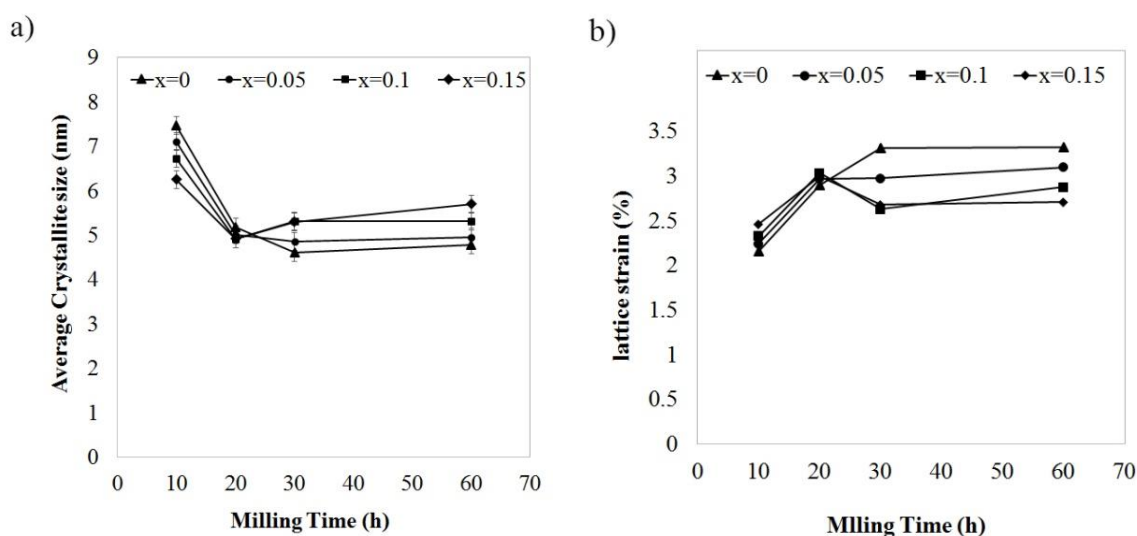 a)
9
8
7
6
5
4
3
2
1
0
x=0 x=0.05 x=0.1 x=0.15
Average Crystallite size (nm)
0 10 20 30 40 50 60 70
Milling Time (h)
b)
x=0 x=0.05 x=0.1 x=0.15
3.5
3
2.5
2
1.5
1
0.5
0
lattice strain (%)
0 10 20 30 40 50 60 70
Mlling Time (h)